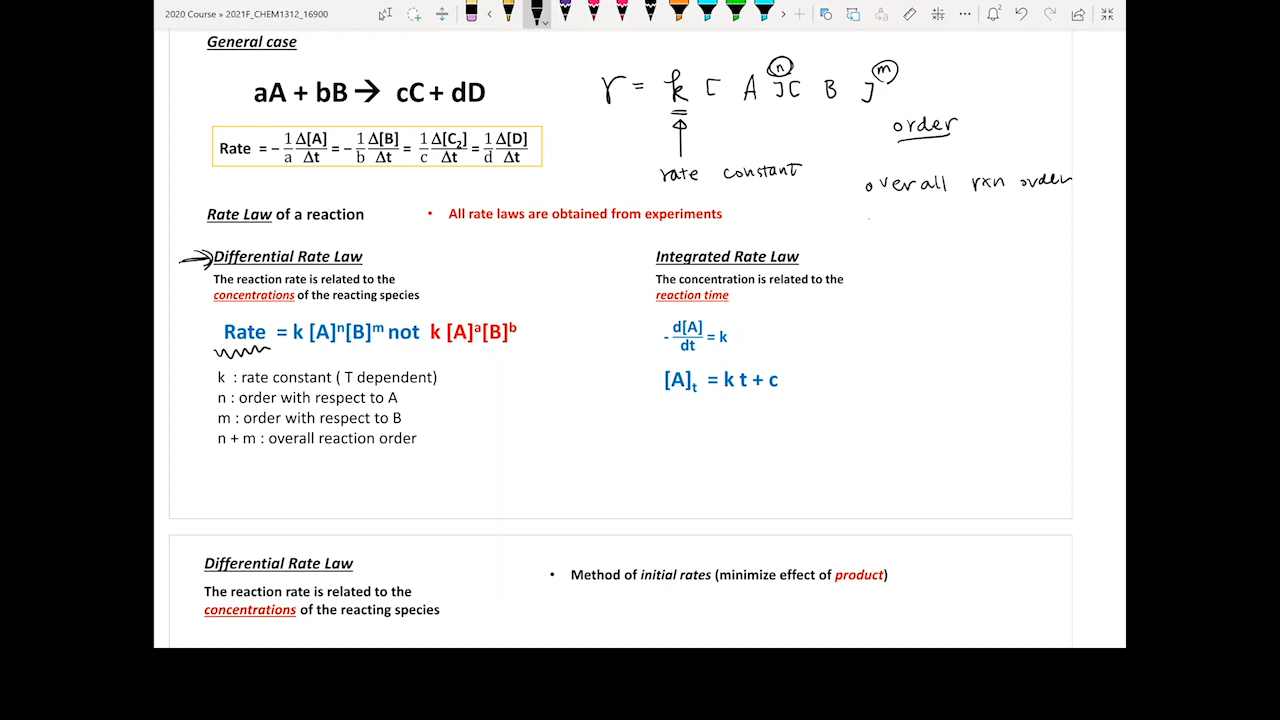 2020 Course » 2021F_CHEM1312_16900
General case
aA + bB → cC + dD
Rate = − 1/a Δ[A]/Δt = − 1/b Δ[B]/Δt = 1/c Δ[C₂]/Δt = 1/d Δ[D]/Δt
r = k [ A ]ⁿ[ B ]ᵐ
order
rate constant
overall rxn order
Rate Law of a reaction
• All rate laws are obtained from experiments
Differential Rate Law
The reaction rate is related to the
concentrations of the reacting species
Rate = k [A]ⁿ[B]ᵐ not k [A]ᵃ[B]ᵇ
k : rate constant ( T dependent)
n : order with respect to A
m : order with respect to B
n + m : overall reaction order
Integrated Rate Law
The concentration is related to the
reaction time
- d[A]/dt = k
[A]ₜ = k t + c
Differential Rate Law
The reaction rate is related to the
concentrations of the reacting species
• Method of initial rates (minimize effect of product)